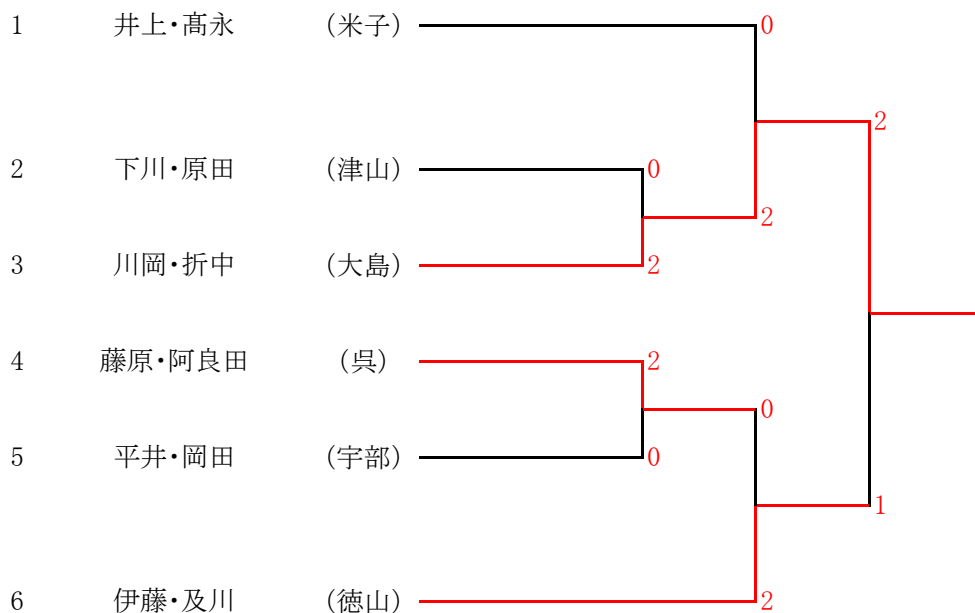 1 井上・髙永 (米子) 0
2
2 下川・原田 (津山) 0
2
3 川岡・折中 (大島) 2
4 藤原・阿良田 (呉) 2
0
5 平井・岡田 (宇部) 0
1
6 伊藤・及川 (徳山) 2